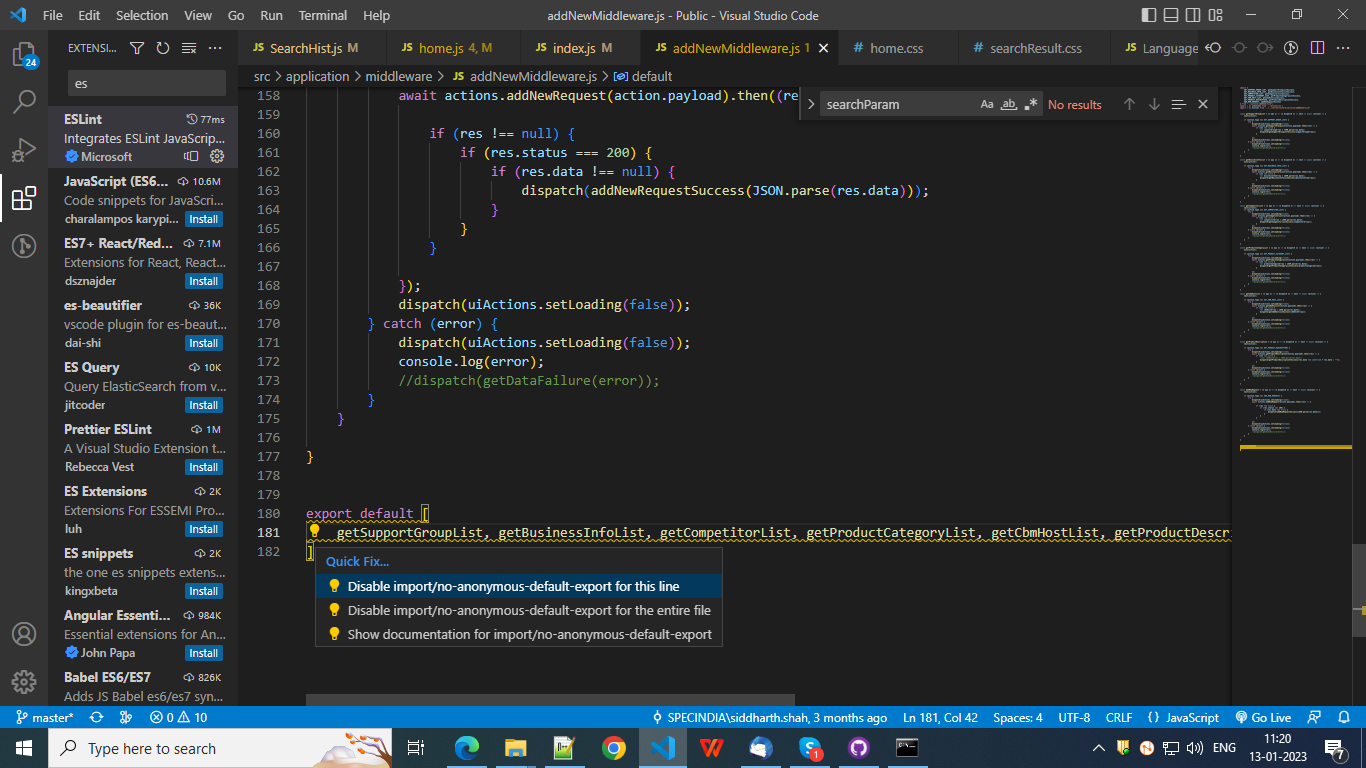 File Edit Selection View Go Run Terminal Help
addNewMiddleware.js - Public - Visual Studio Code
24
EXTENSI...
es
ESLint 77ms
Integrates ESLint JavaScrip...
Microsoft
JavaScript (ES6... 10.6M
Code snippets for JavaScri...
charalampos karypi... Install
ES7+ React/Red... 7.1M
Extensions for React, React...
dsznajder Install
es-beautifier 36K
vscode plugin for es-beaut...
dai-shi Install
ES Query 10K
Query ElasticSearch from v...
jitcoder Install
Prettier ESLint 1M
A Visual Studio Extension t...
Rebecca Vest Install
ES Extensions 2K
Extensions For ESSEMI Pro...
luh Install
ES snippets 2K
the one es snippets extens...
kingxbeta Install
Angular Essenti... 984K
Essential extensions for An...
John Papa Install
Babel ES6/ES7 826K
Adds JS Babel es6/es7 syn...
JS SearchHist.js M
JS home.js 4, M
JS index.js M
JS addNewMiddleware.js 1
# home.css
# searchResult.css
JS Language
src > application > middleware > JS addNewMiddleware.js > default
searchParam Aa ab .* No results
158 await actions.addNewRequest(action.payload).then((re
159
160 if (res !== null) {
161 if (res.status === 200) {
162 if (res.data !== null) {
163 dispatch(addNewRequestSuccess(JSON.parse(res.data)));
164 }
165 }
166 }
167
168 });
169 dispatch(uiActions.setLoading(false));
170 } catch (error) {
171 dispatch(uiActions.setLoading(false));
172 console.log(error);
173 //dispatch(getDataFailure(error));
174 }
175 }
176
177 }
178
179
180 export default [
181 getSupportGroupList, getBusinessInfoList, getCompetitorList, getProductCategoryList, getCbmHostList, getProductDescri
182 ]
Quick Fix...
Disable import/no-anonymous-default-export for this line
Disable import/no-anonymous-default-export for the entire file
Show documentation for import/no-anonymous-default-export
master* 0 10
SPECINDIA\siddharth.shah, 3 months ago Ln 181, Col 42 Spaces: 4 UTF-8 CRLF {} JavaScript Go Live
Type here to search
1
ENG
11:20
13-01-2023
7